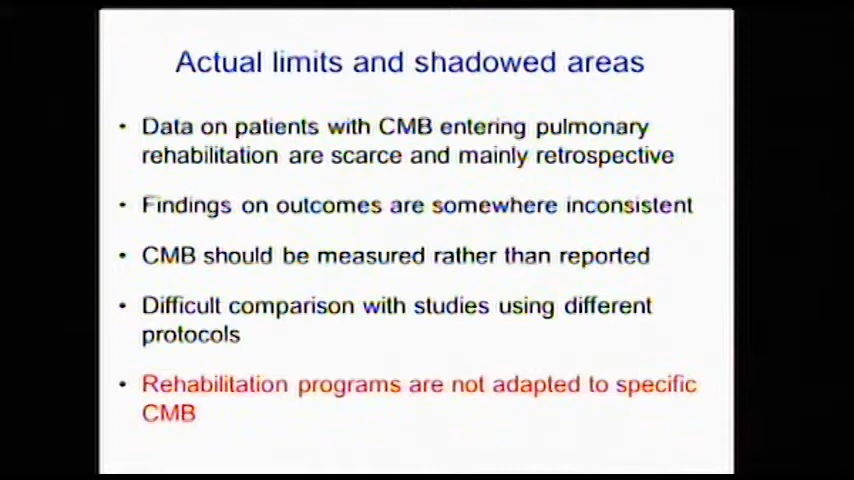 Actual limits and shadowed areas
• Data on patients with CMB entering pulmonary
rehabilitation are scarce and mainly retrospective
• Findings on outcomes are somewhere inconsistent
• CMB should be measured rather than reported
• Difficult comparison with studies using different
protocols
• Rehabilitation programs are not adapted to specific
CMB